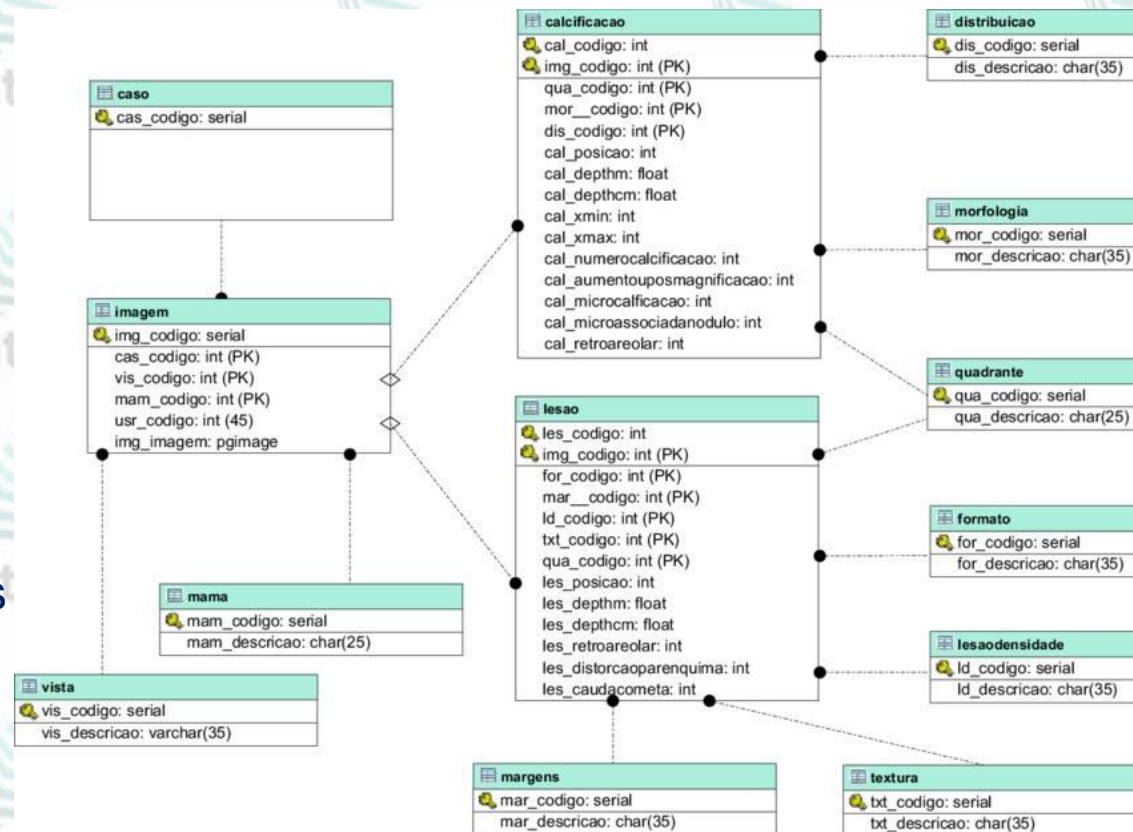 caso
cas_codigo: serial
imagem
img_codigo: serial
cas_codigo: int (PK)
vis_codigo: int (PK)
mam_codigo: int (PK)
usr_codigo: int (45)
img_imagem: pgimage
mama
mam_codigo: serial
mam_descricao: char(25)
vista
vis_codigo: serial
vis_descricao: varchar(35)
calcificacao
cal_codigo: int
img_codigo: int (PK)
qua_codigo: int (PK)
mor__codigo: int (PK)
dis_codigo: int (PK)
cal_posicao: int
cal_depthm: float
cal_depthcm: float
cal_xmin: int
cal_xmax: int
cal_numerocalcificacao: int
cal_aumentouposmagnificacao: int
cal_microcalficacao: int
cal_microassociadanodulo: int
cal_retroareolar: int
lesao
les_codigo: int
img_codigo: int (PK)
for_codigo: int (PK)
mar__codigo: int (PK)
ld_codigo: int (PK)
txt_codigo: int (PK)
qua_codigo: int (PK)
les_posicao: int
les_depthm: float
les_depthcm: float
les_retroareolar: int
les_distorcaoparenquima: int
les_caudacometa: int
margens
mar_codigo: serial
mar_descricao: char(35)
distribuicao
dis_codigo: serial
dis_descricao: char(35)
morfologia
mor_codigo: serial
mor_descricao: char(35)
quadrante
qua_codigo: serial
qua_descricao: char(25)
formato
for_codigo: serial
for_descricao: char(35)
lesaodensidade
ld_codigo: serial
ld_descricao: char(35)
textura
txt_codigo: serial
txt_descricao: char(35)
s